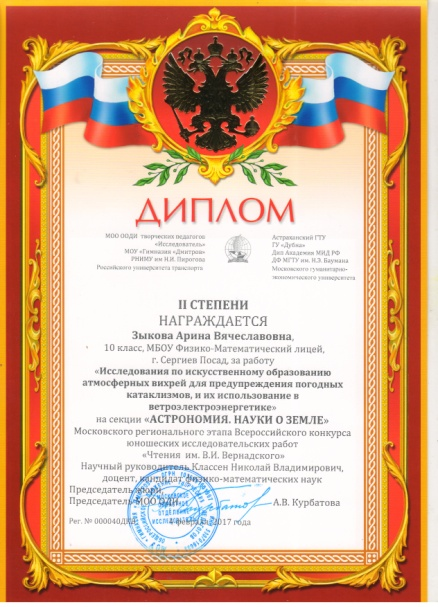 ДИПЛОМ
МОО ООДИ творческих педагогов
«Исследователь»
МОУ «Гимназия «Дмитров»
РНИМУ им Н.И. Пирогова
Российского университета транспорта
Астраханский ГТУ
ГУ «Дубна»
Дип Академия МИД РФ
ДФ МГТУ им. Н.Э. Баумана
Московского гуманитарно-
экономического университета
II СТЕПЕНИ
НАГРАЖДАЕТСЯ
Зыкова Арина Вячеславовна,
10 класс, МБОУ Физико-Математический лицей,
г. Сергиев Посад, за работу
«Исследования по искусственному образованию
атмосферных вихрей для предупреждения погодных
катаклизмов, и их использование в
ветроэлектроэнергетике»
на секции «АСТРОНОМИЯ. НАУКИ О ЗЕМЛЕ»
Московского регионального этапа Всероссийского конкурса
юношеских исследовательских работ
«Чтения им. В.И. Вернадского»
Научный руководитель Классен Николай Владимирович,
доцент, кандидат физико-математических наук
Председатель жюри
Председатель МОО ОДИ А.В. Курбатова
Рег. № 000040ДВ февраля 2017 года